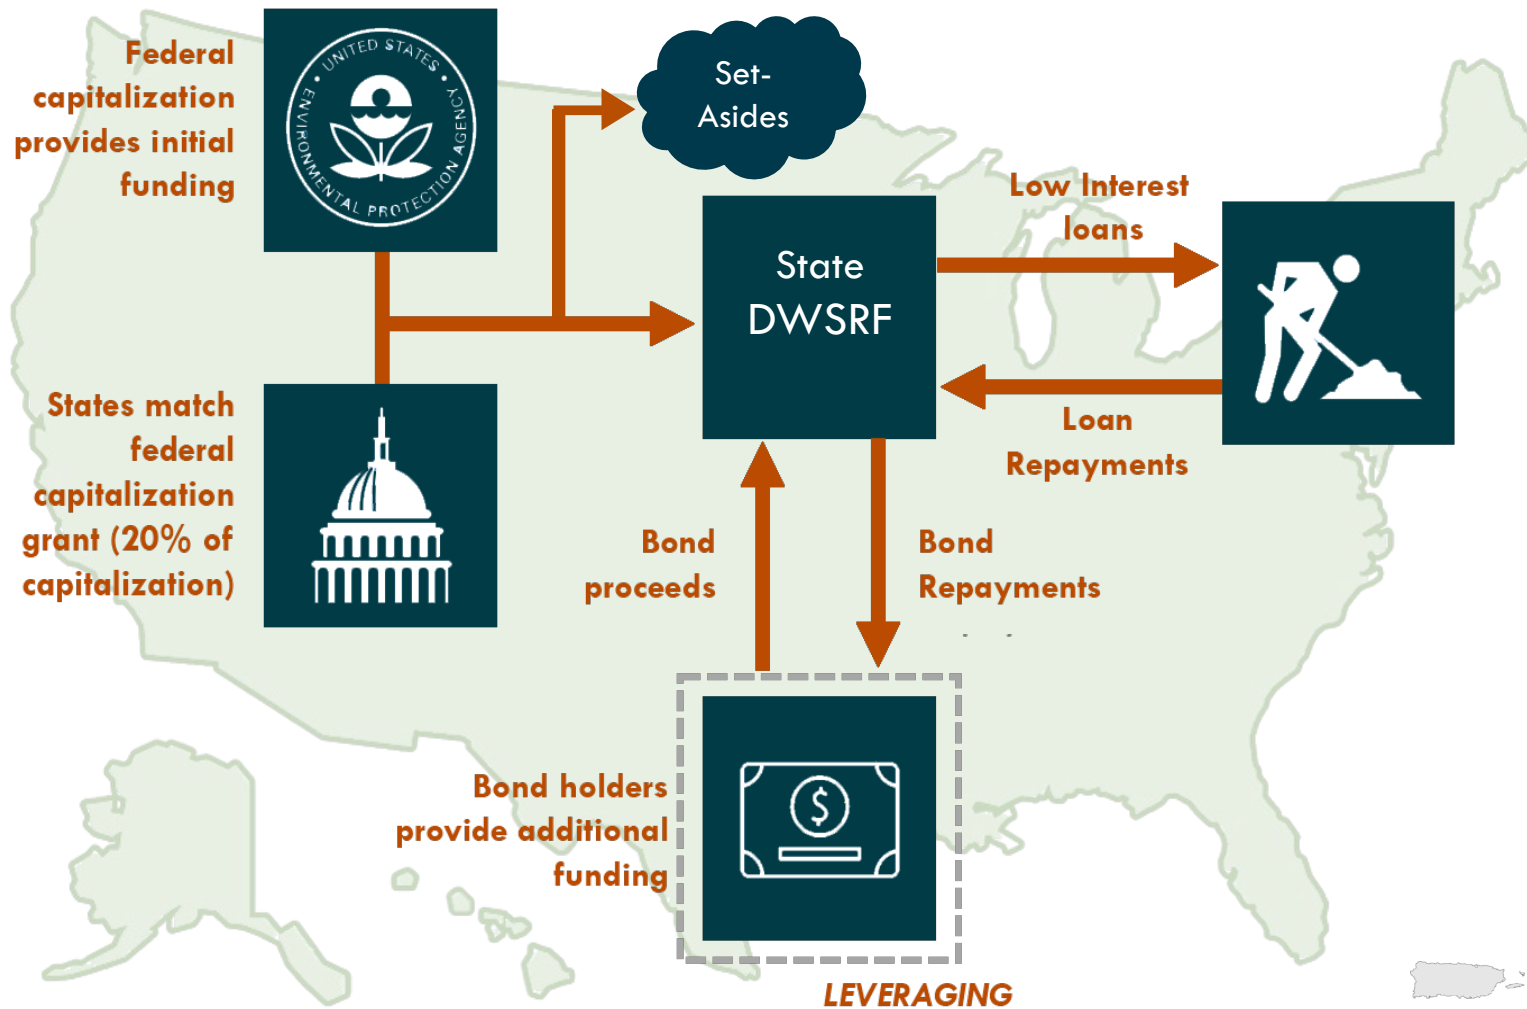 Federal
capitalization
provides initial
funding
UNITED STATES
ENVIRONMENTAL PROTECTION AGENCY
Set-
Asides
State
DWSRF
Low Interest
loans
Loan
Repayments
States match
federal
capitalization
grant (20% of
capitalization)
Bond
proceeds
Bond
Repayments
Bond holders
provide additional
funding
$
LEVERAGING